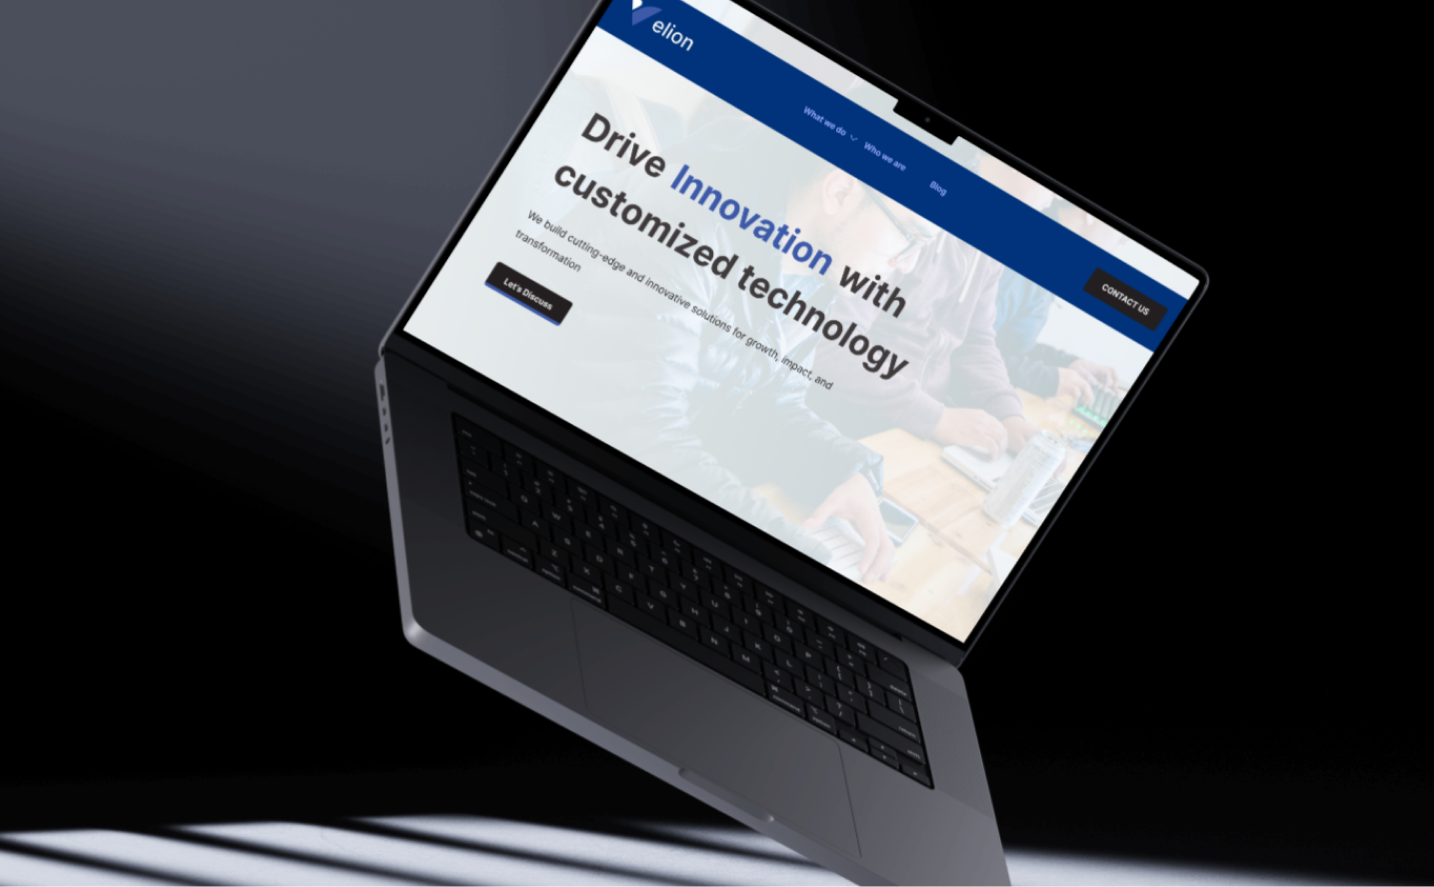 elion
What we do
Who we are
Blog
CONTACT US
Drive Innovation with
customized technology
We build cutting-edge and innovative solutions for growth, impact, and
transformation
Let's Discuss